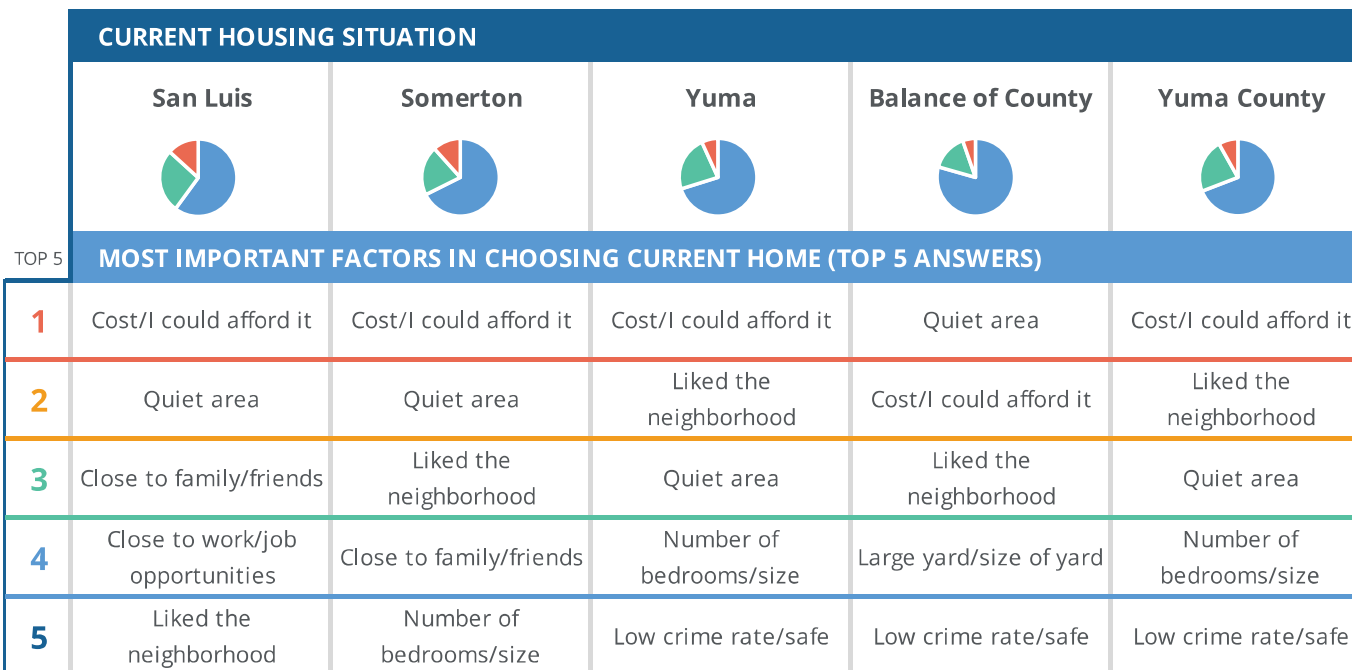 CURRENT HOUSING SITUATION
San Luis
Somerton
Yuma
Balance of County
Yuma County
TOP 5
MOST IMPORTANT FACTORS IN CHOOSING CURRENT HOME (TOP 5 ANSWERS)
1
Cost/I could afford it
Cost/I could afford it
Cost/I could afford it
Quiet area
Cost/I could afford it
2
Quiet area
Quiet area
Liked the
neighborhood
Cost/I could afford it
Liked the
neighborhood
3
Close to family/friends
Liked the
neighborhood
Quiet area
Liked the
neighborhood
Quiet area
4
Close to work/job
opportunities
Close to family/friends
Number of
bedrooms/size
Large yard/size of yard
Number of
bedrooms/size
5
Liked the
neighborhood
Number of
bedrooms/size
Low crime rate/safe
Low crime rate/safe
Low crime rate/safe